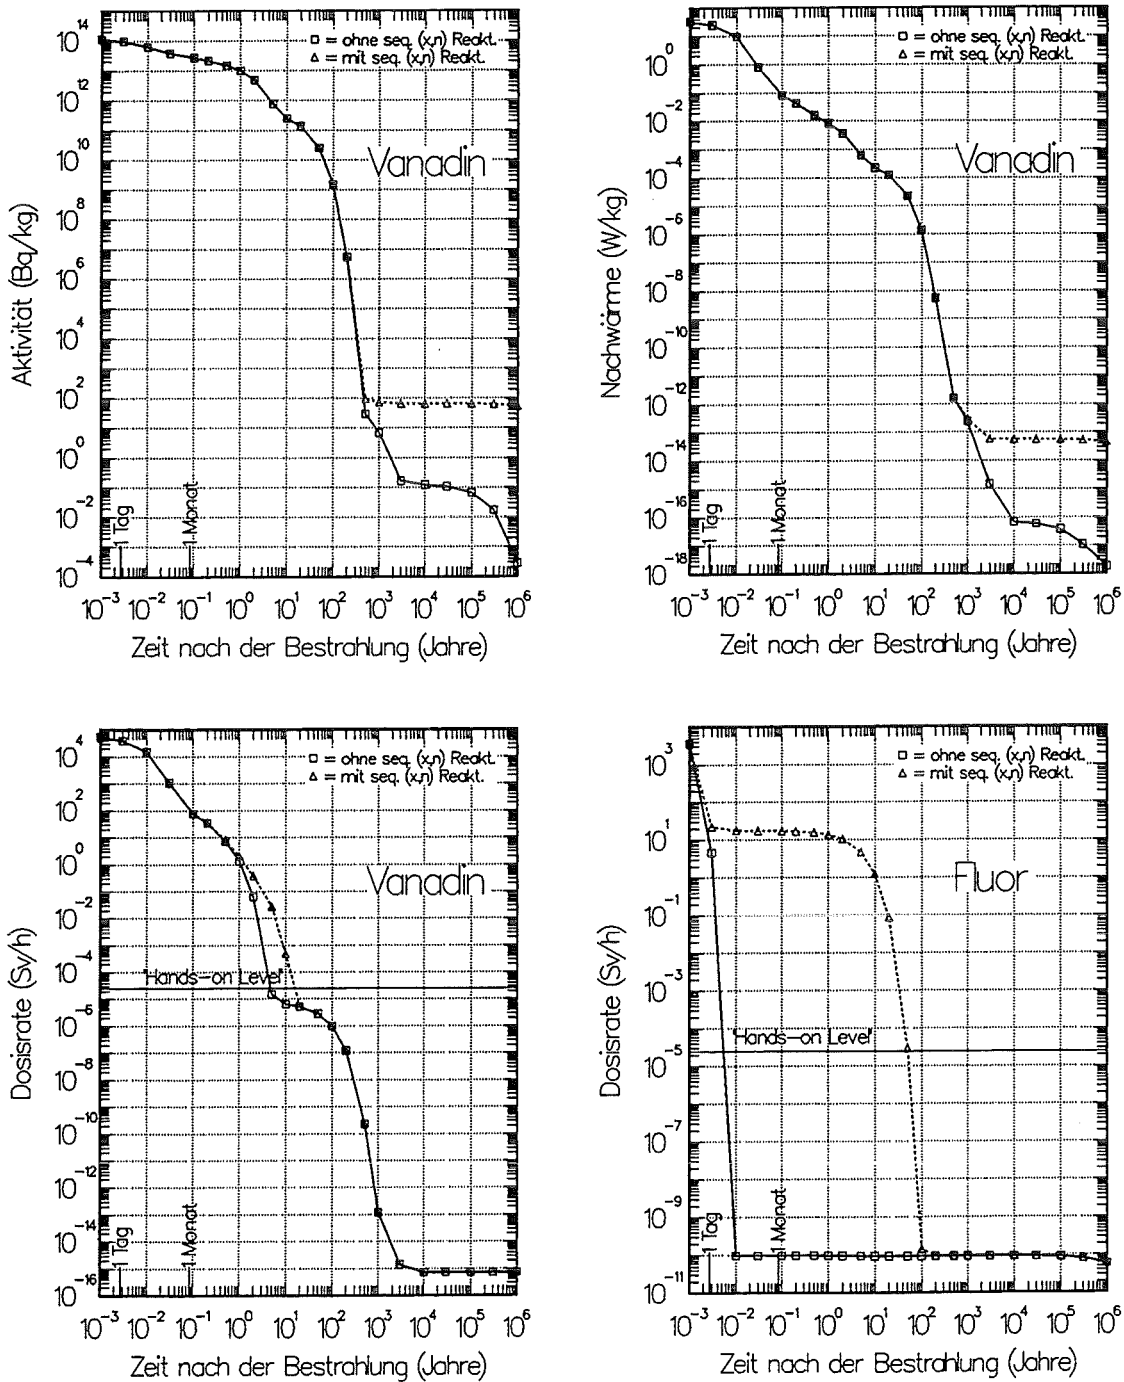 Aktivität (Bq/kg)
10^14
10^12
10^10
10^8
10^6
10^4
10^2
10^0
10^-2
10^-4
□ = ohne seq. (x,n) Reakt.
△ = mit seq. (x,n) Reakt.
Vanadin
1 Tag
1 Monat
10^-3 10^-2 10^-1 10^0 10^1 10^2 10^3 10^4 10^5 10^6
Zeit nach der Bestrahlung (Jahre)
Nachwärme (W/kg)
10^0
10^-2
10^-4
10^-6
10^-8
10^-10
10^-12
10^-14
10^-16
10^-18
□ = ohne seq. (x,n) Reakt.
△ = mit seq. (x,n) Reakt.
Vanadin
1 Tag
1 Monat
10^-3 10^-2 10^-1 10^0 10^1 10^2 10^3 10^4 10^5 10^6
Zeit nach der Bestrahlung (Jahre)
Dosisrate (Sv/h)
10^4
10^2
10^0
10^-2
10^-4
10^-6
10^-8
10^-10
10^-12
10^-14
10^-16
□ = ohne seq. (x,n) Reakt.
△ = mit seq. (x,n) Reakt.
Vanadin
"Hands-on Level"
1 Tag
1 Monat
10^-3 10^-2 10^-1 10^0 10^1 10^2 10^3 10^4 10^5 10^6
Zeit nach der Bestrahlung (Jahre)
Dosisrate (Sv/h)
10^3
10^1
10^-1
10^-3
10^-5
10^-7
10^-9
10^-11
□ = ohne seq. (x,n) Reakt.
△ = mit seq. (x,n) Reakt.
Fluor
"Hands-on Level"
1 Tag
1 Monat
10^-3 10^-2 10^-1 10^0 10^1 10^2 10^3 10^4 10^5 10^6
Zeit nach der Bestrahlung (Jahre)